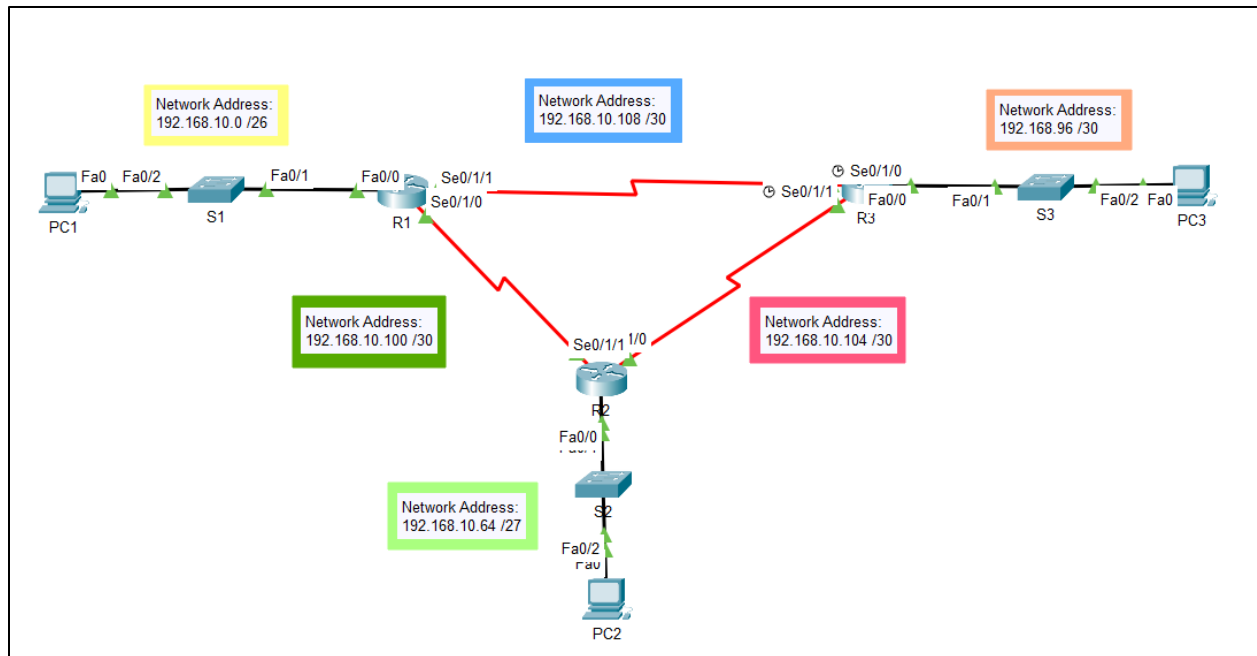 Network Address:
192.168.10.0 /26
Network Address:
192.168.10.108 /30
Network Address:
192.168.96 /30
Fa0
Fa0/2
Fa0/1
Fa0/0
Se0/1/1
Se0/1/0
Se0/1/0
Se0/1/1
Fa0/0
Fa0/1
Fa0/2
Fa0
PC1
S1
R1
R3
S3
PC3
Network Address:
192.168.10.100 /30
Network Address:
192.168.10.104 /30
Se0/1/1
1/0
R2
Fa0/0
Network Address:
192.168.10.64 /27
S2
Fa0/2
Fa0
PC2